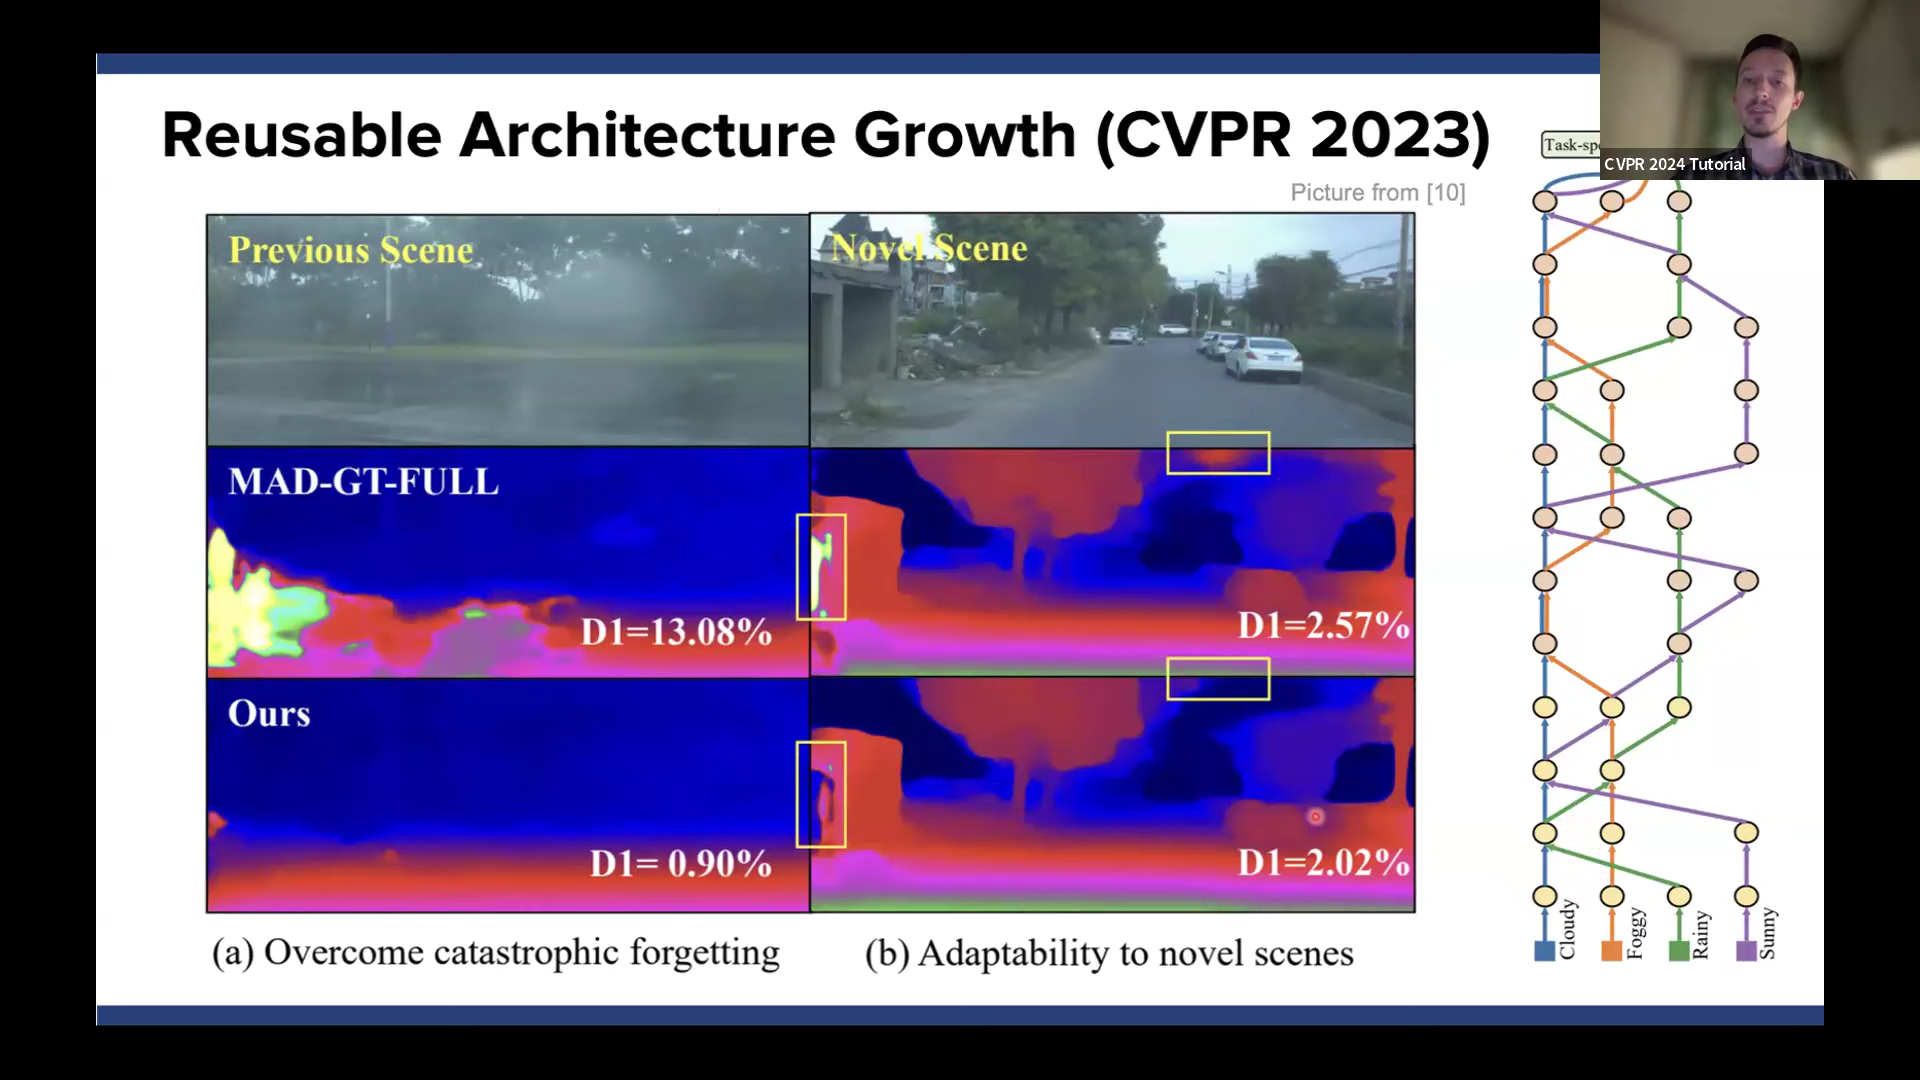 Reusable Architecture Growth (CVPR 2023)
Picture from [10]
CVPR 2024 Tutorial
Previous Scene
Novel Scene
MAD-GT-FULL
D1=13.08%
D1=2.57%
Ours
D1= 0.90%
D1=2.02%
(a) Overcome catastrophic forgetting
(b) Adaptability to novel scenes
Cloudy
Foggy
Rainy
Sunny